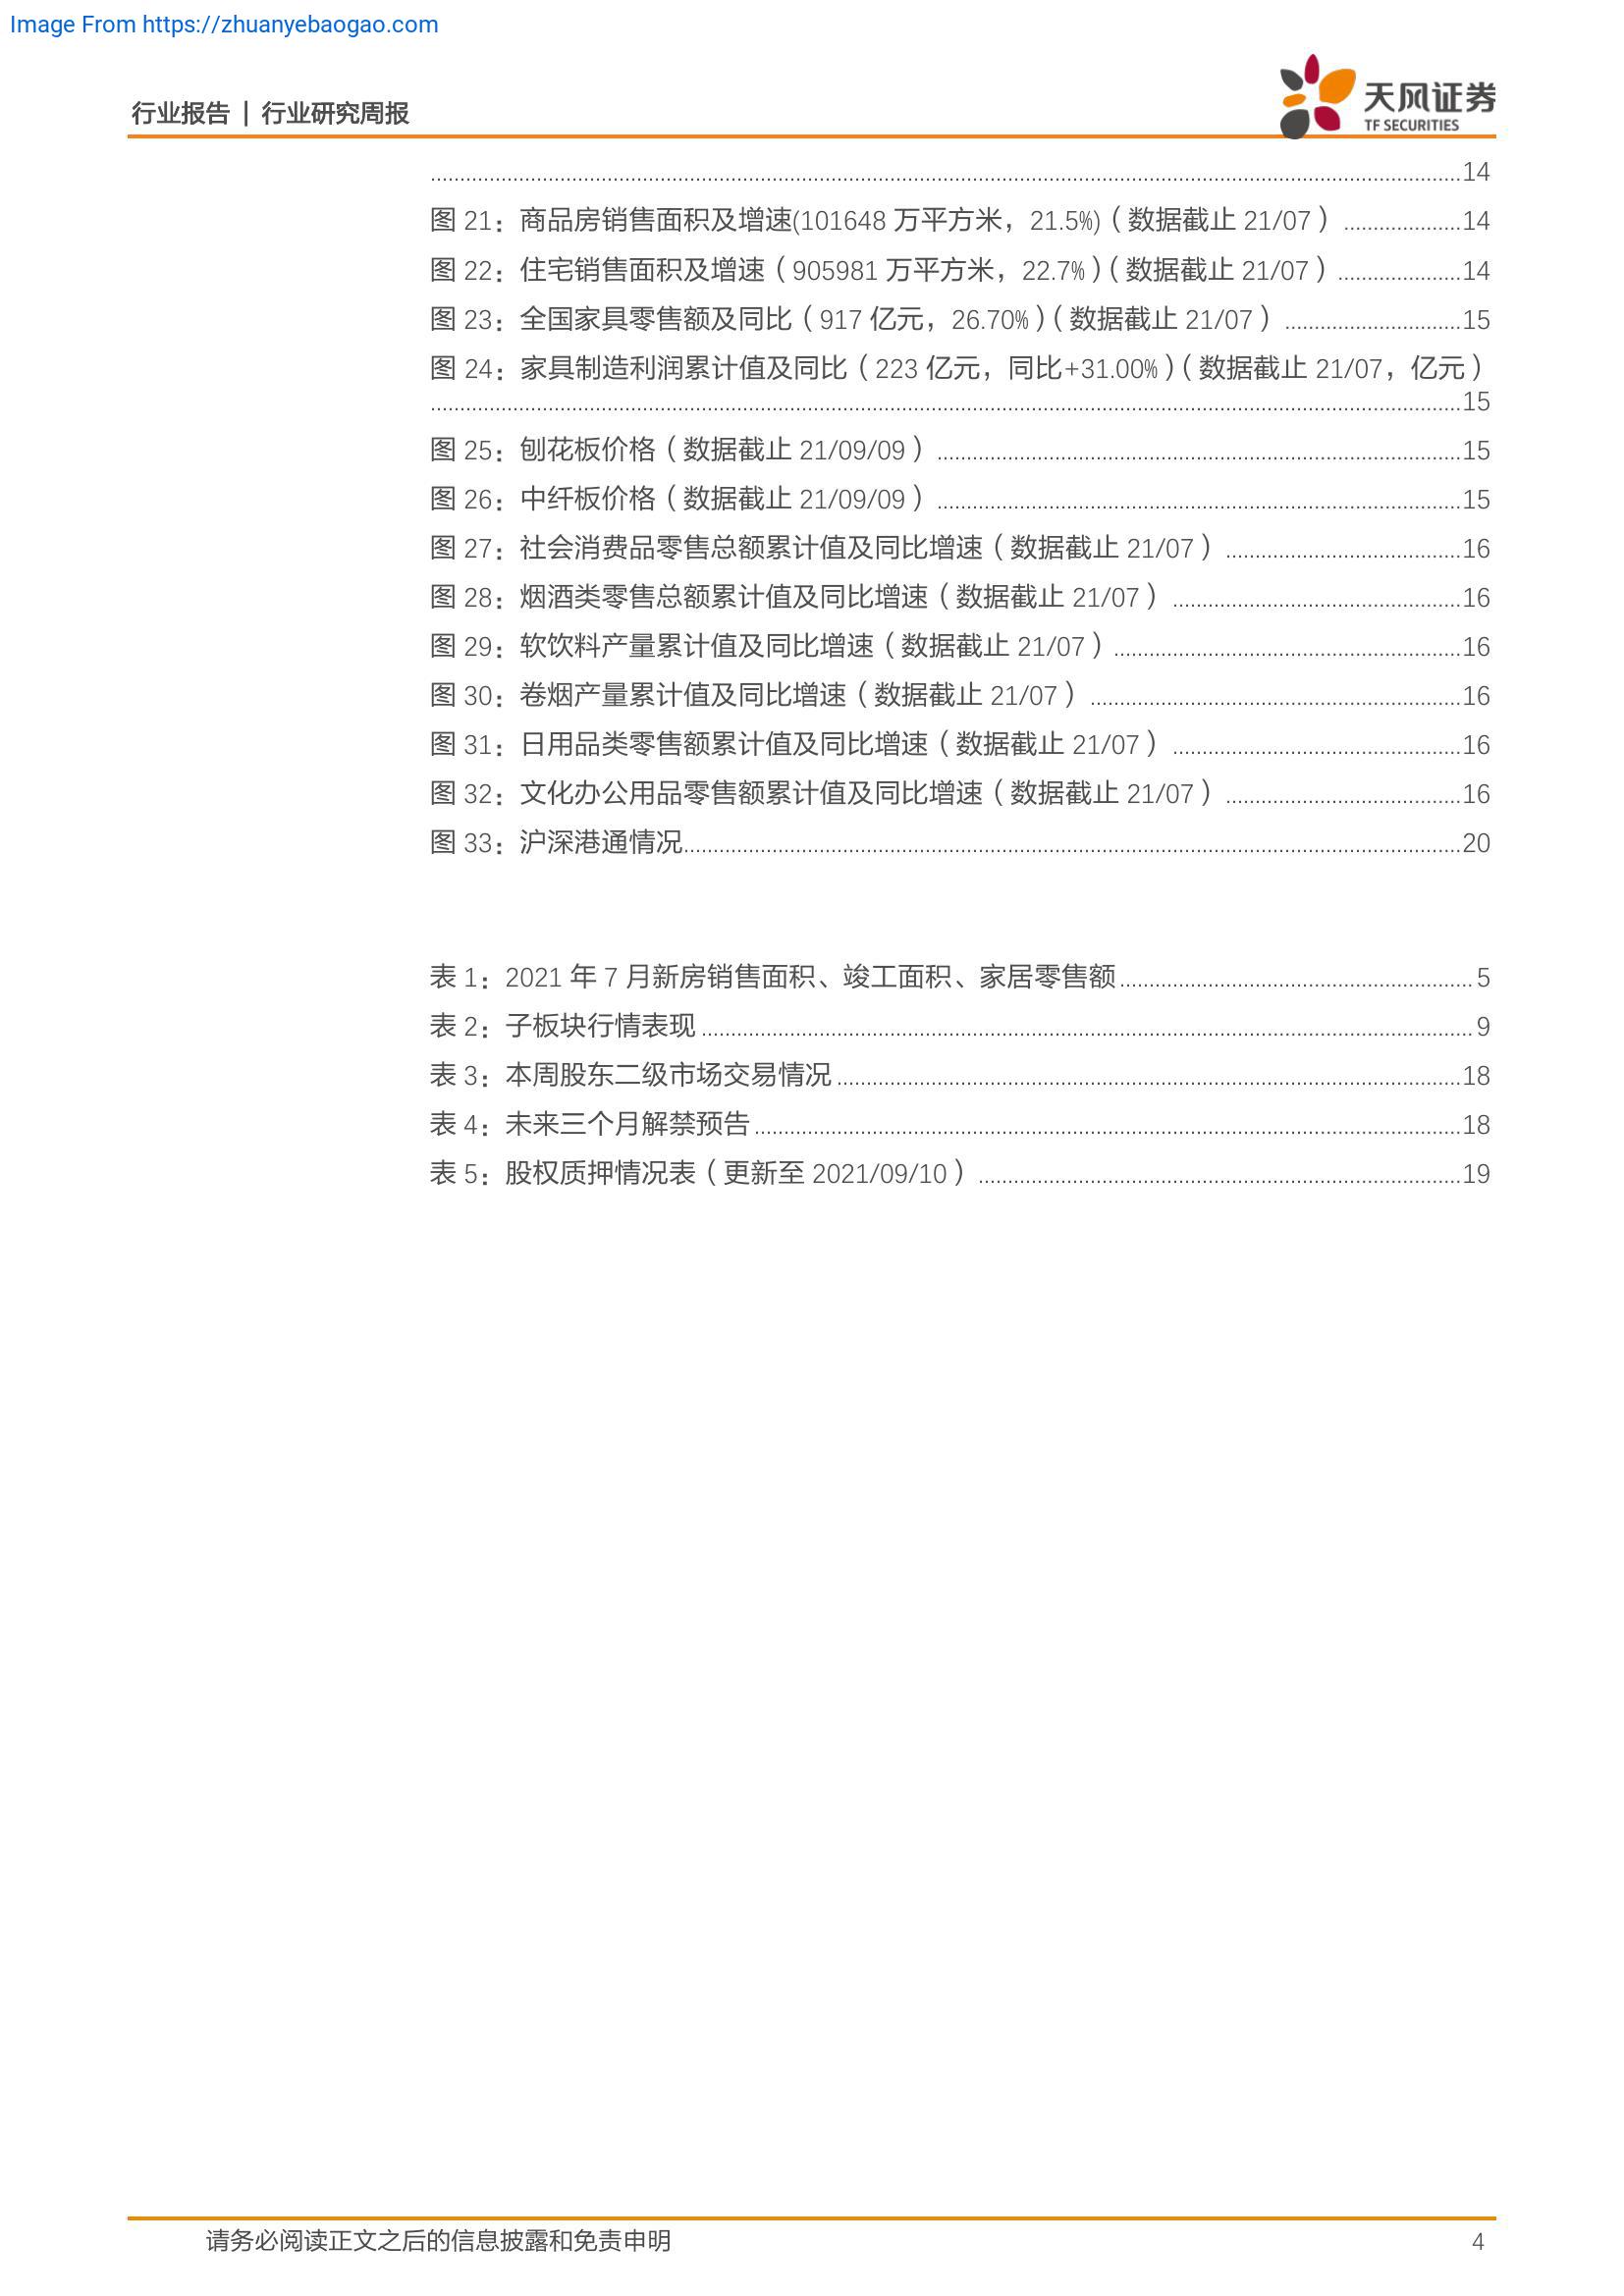 Image From https://zhuanyebaogao.com
行业报告 | 行业研究周报
天风证券
TF SECURITIES
....................14
图 21：商品房销售面积及增速(101648 万平方米，21.5%)（数据截止 21/07）....................14
图 22：住宅销售面积及增速（905981 万平方米，22.7%）（数据截止 21/07）....................14
图 23：全国家具零售额及同比（917 亿元，26.70%）（数据截止 21/07）....................15
图 24：家具制造利润累计值及同比（223 亿元，同比+31.00%）（数据截止 21/07，亿元）
....................15
图 25：刨花板价格（数据截止 21/09/09）....................15
图 26：中纤板价格（数据截止 21/09/09）....................15
图 27：社会消费品零售总额累计值及同比增速（数据截止 21/07）....................16
图 28：烟酒类零售总额累计值及同比增速（数据截止 21/07）....................16
图 29：软饮料产量累计值及同比增速（数据截止 21/07）....................16
图 30：卷烟产量累计值及同比增速（数据截止 21/07）....................16
图 31：日用品类零售额累计值及同比增速（数据截止 21/07）....................16
图 32：文化办公用品零售额累计值及同比增速（数据截止 21/07）....................16
图 33：沪深港通情况....................20
表 1：2021 年 7 月新房销售面积、竣工面积、家居零售额....................5
表 2：子板块行情表现....................9
表 3：本周股东二级市场交易情况....................18
表 4：未来三个月解禁预告....................18
表 5：股权质押情况表（更新至 2021/09/10）....................19
请务必阅读正文之后的信息披露和免责申明 4